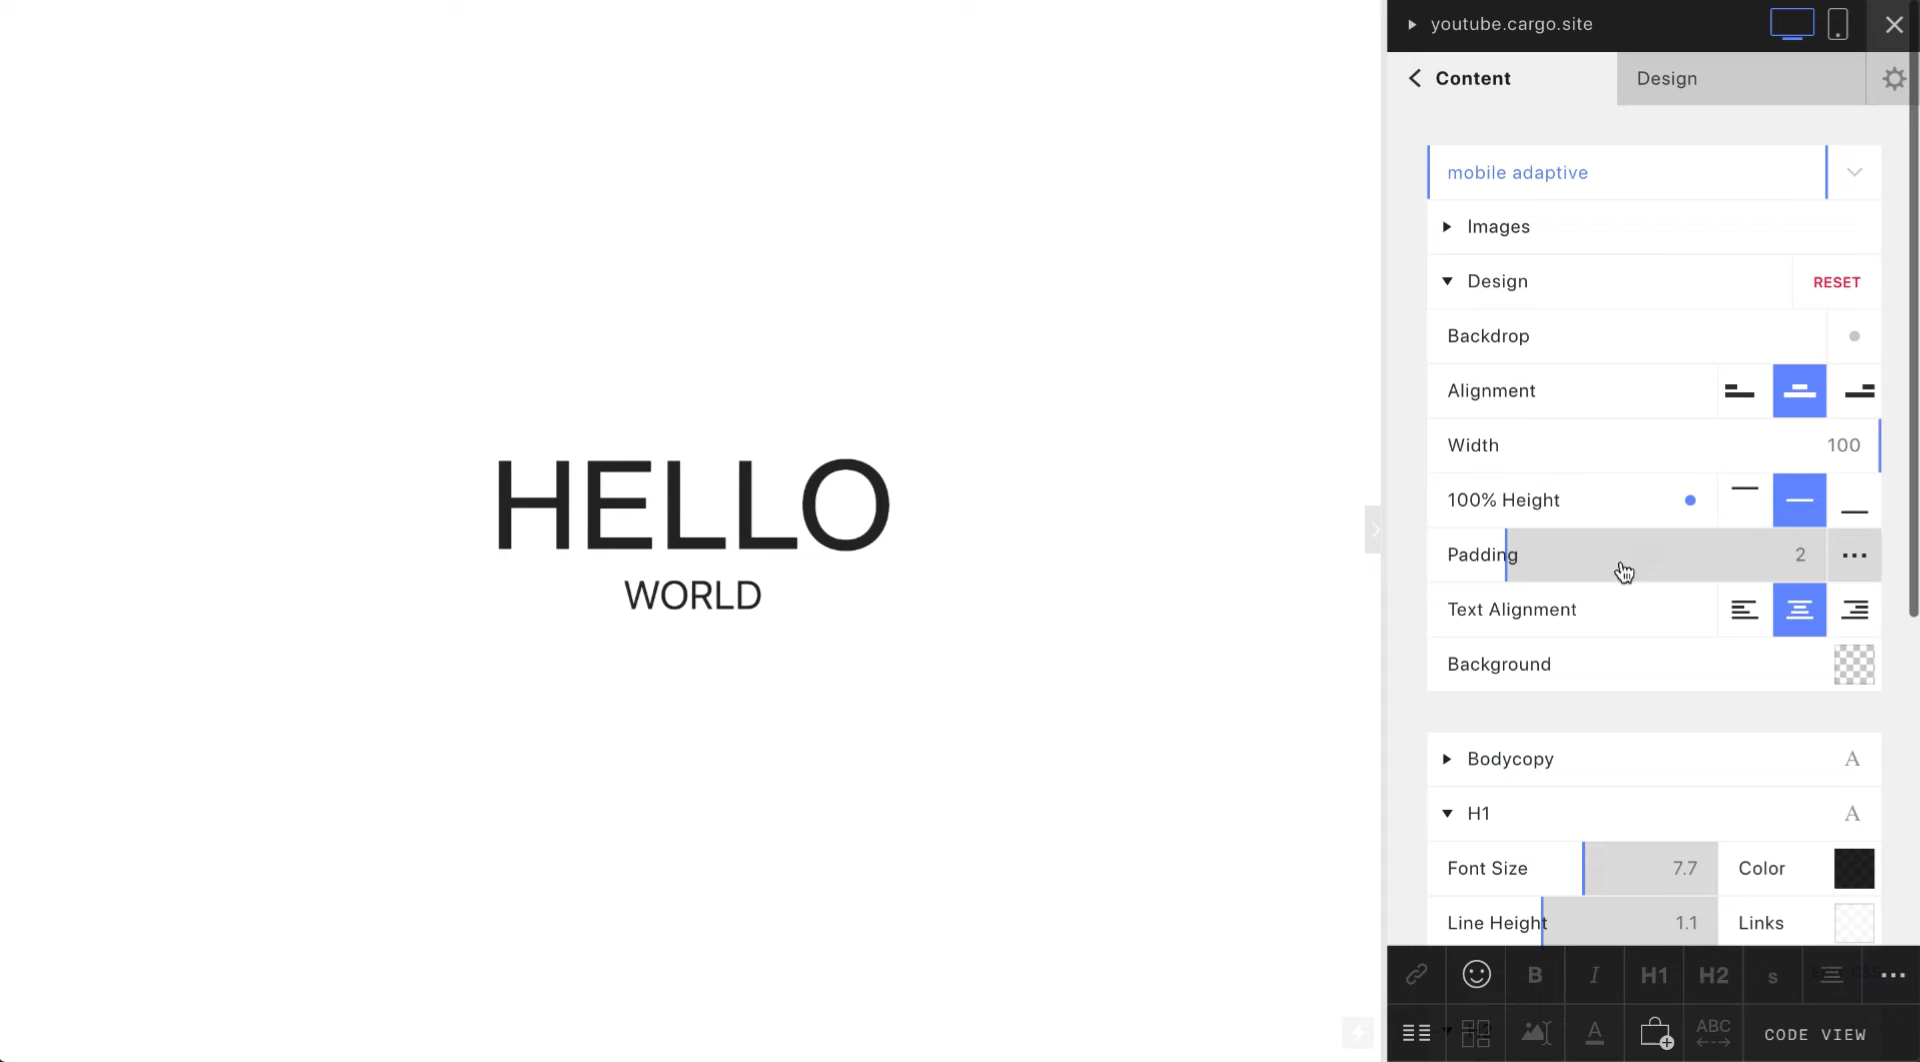 HELLO
WORLD
youtube.cargo.site
Content
Design
mobile adaptive
Images
Design
RESET
Backdrop
Alignment
Width
100
100% Height
Padding
2
Text Alignment
Background
Bodycopy
A
H1
A
Font Size
7.7
Color
Line Height
1.1
Links
B
I
H1
H2
s
A
ABC
CODE VIEW